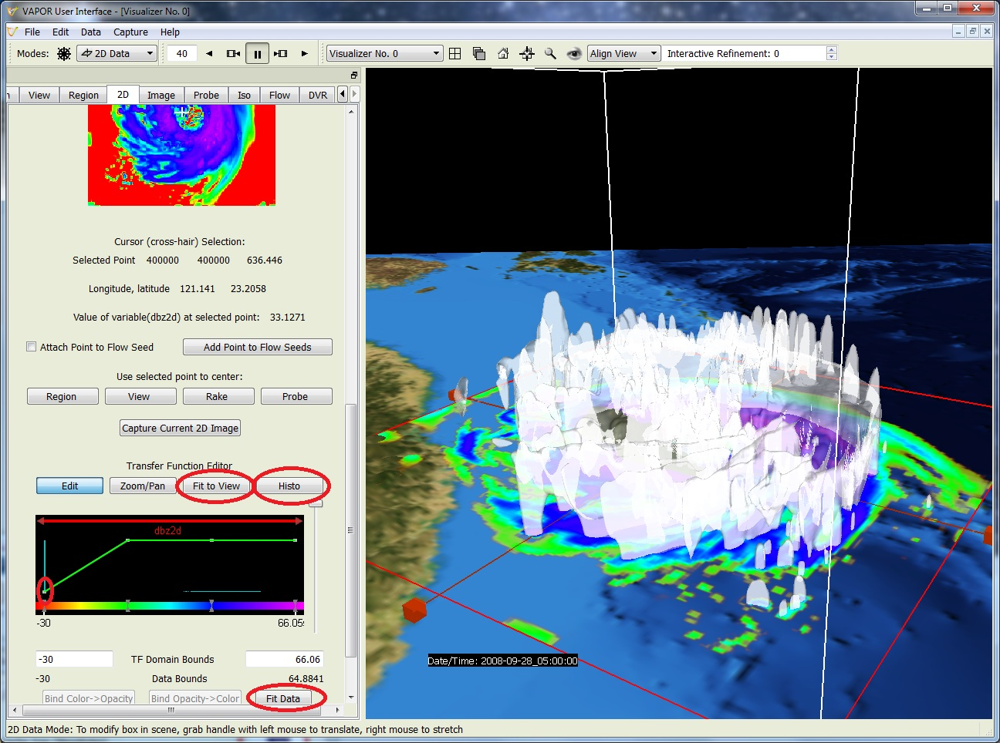 VAPOR User Interface - [Visualizer No. 0]
File Edit Data Capture Help
Modes: 2D Data 40 Visualizer No. 0 Align View Interactive Refinement: 0
View Region 2D Image Probe Iso Flow DVR
Cursor (cross-hair) Selection:
Selected Point 400000 400000 636.446
Longitude, latitude 121.141 23.2058
Value of variable(dbz2d) at selected point: 33.1271
Attach Point to Flow Seed Add Point to Flow Seeds
Use selected point to center:
Region View Rake Probe
Capture Current 2D Image
Transfer Function Editor
Edit Zoom/Pan Fit to View Histo
dbz2d
-30 66.059
-30 TF Domain Bounds 66.06
-30 Data Bounds 64.8841
Bind Color->Opacity Bind Opacity->Color Fit Data
Date/Time: 2008-09-28_05:00:00
2D Data Mode: To modify box in scene, grab handle with left mouse to translate, right mouse to stretch